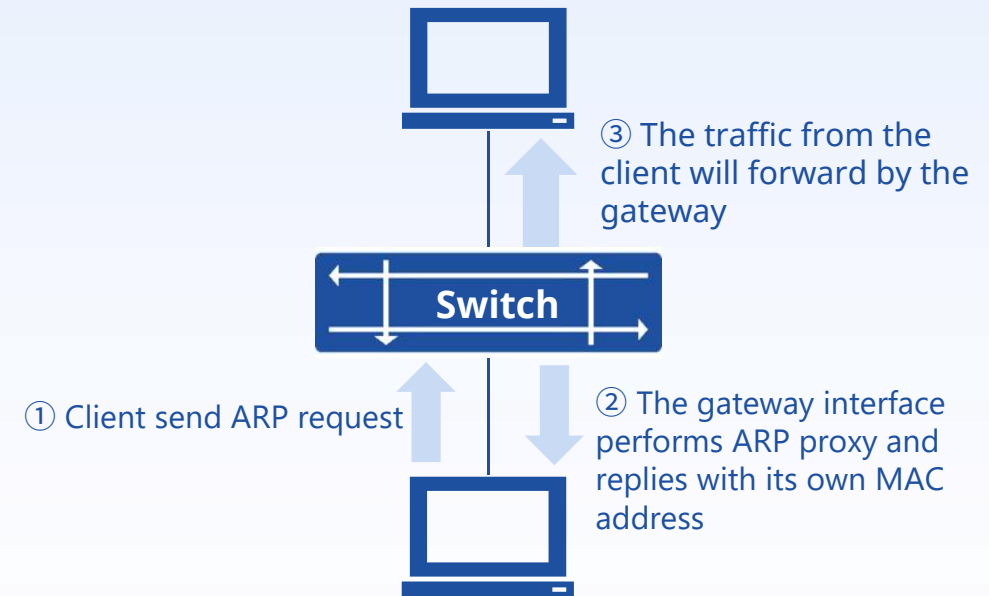 ③ The traffic from the
client will forward by the
gateway
Switch
① Client send ARP request
② The gateway interface
performs ARP proxy and
replies with its own MAC
address